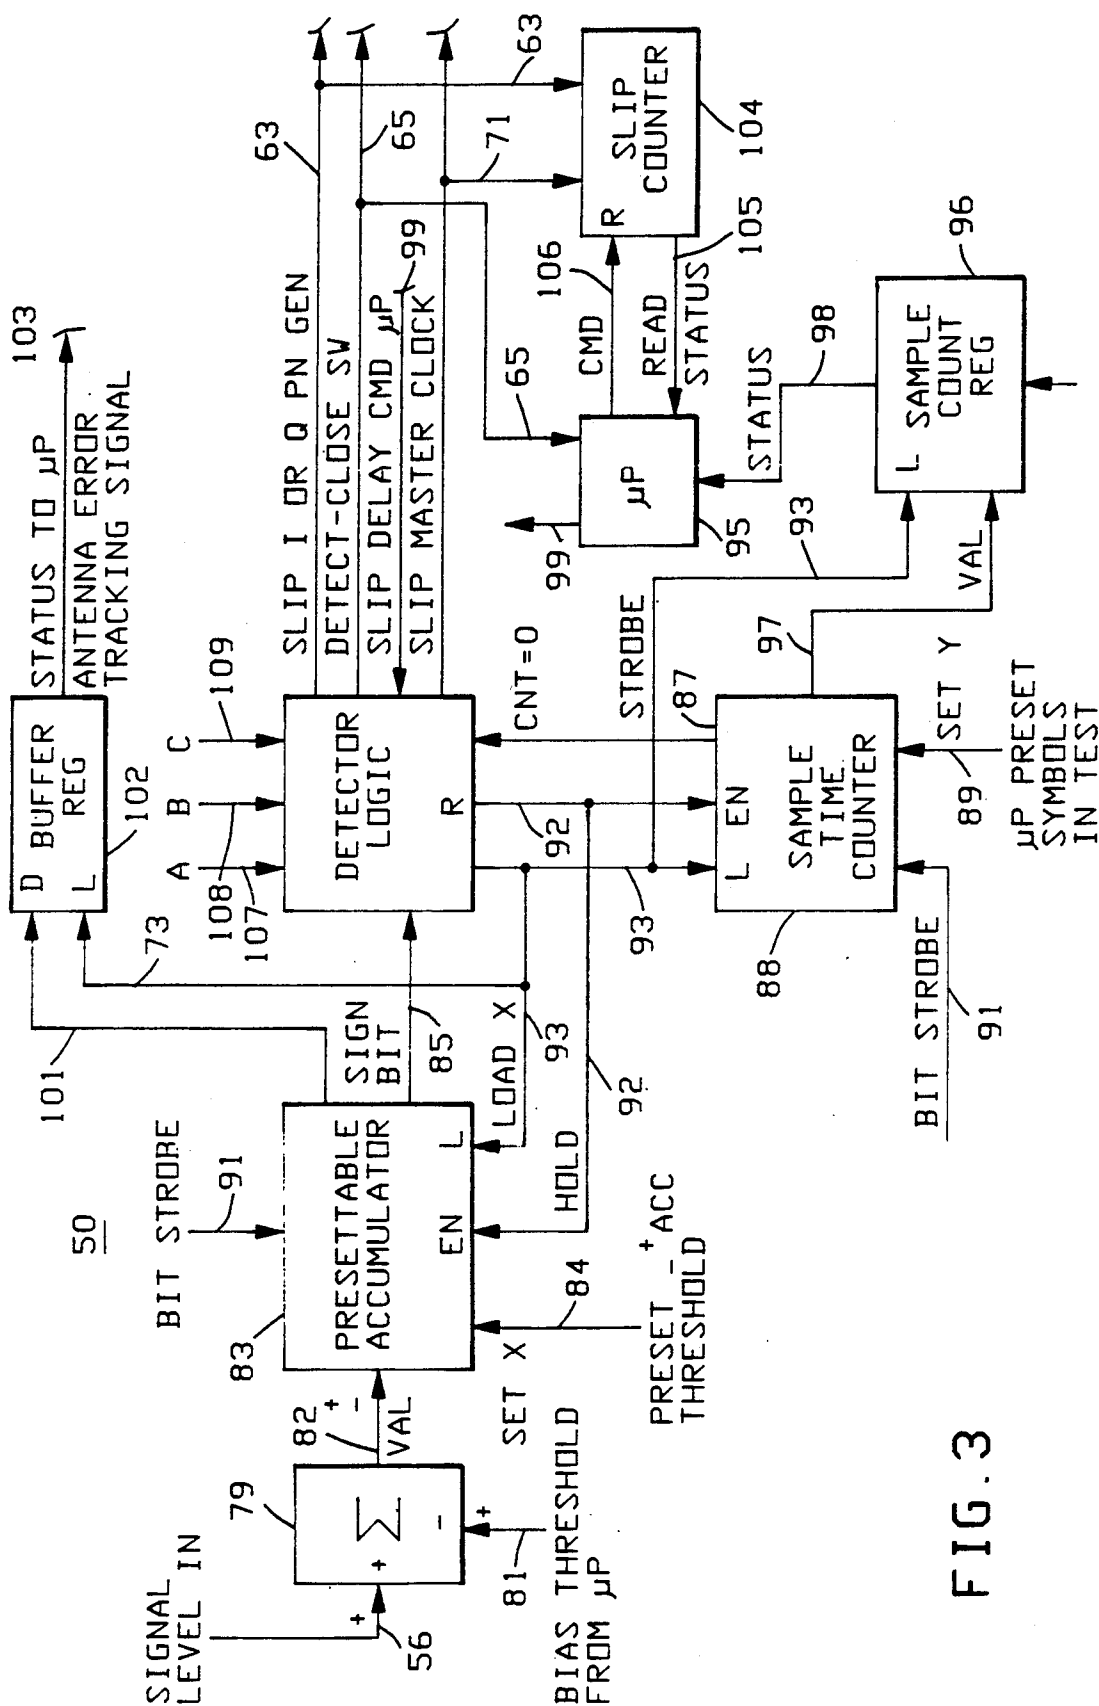 SIGNAL
LEVEL IN
56
+
+
-
Σ
79
+
81
BIAS THRESHOLD
FROM µP
82
+
-
VAL
BIT STROBE
91
50
83
PRESETTABLE
ACCUMULATOR
EN
L
SET X
84
PRESET +ACC
-
THRESHOLD
HOLD
92
LOAD X
93
SIGN
BIT
85
101
73
D
L
BUFFER
REG
102
STATUS TO µP
103
ANTENNA ERROR
TRACKING SIGNAL
A
B
C
107
108
109
DETECTOR
LOGIC
R
SLIP I OR Q PN GEN
63
DETECT-CLOSE SW
65
SLIP DELAY CMD µP
99
SLIP MASTER CLOCK
63
71
SLIP
COUNTER
R
104
CMD
106
READ
STATUS
105
65
µP
95
99
STATUS
98
L
SAMPLE
COUNT
REG
96
93
VAL
97
STROBE
CNT=0
87
92
93
L
EN
SAMPLE
TIME
COUNTER
88
BIT STROBE
91
89
SET Y
µP PRESET
SYMBOLS
IN TEST
FIG.3